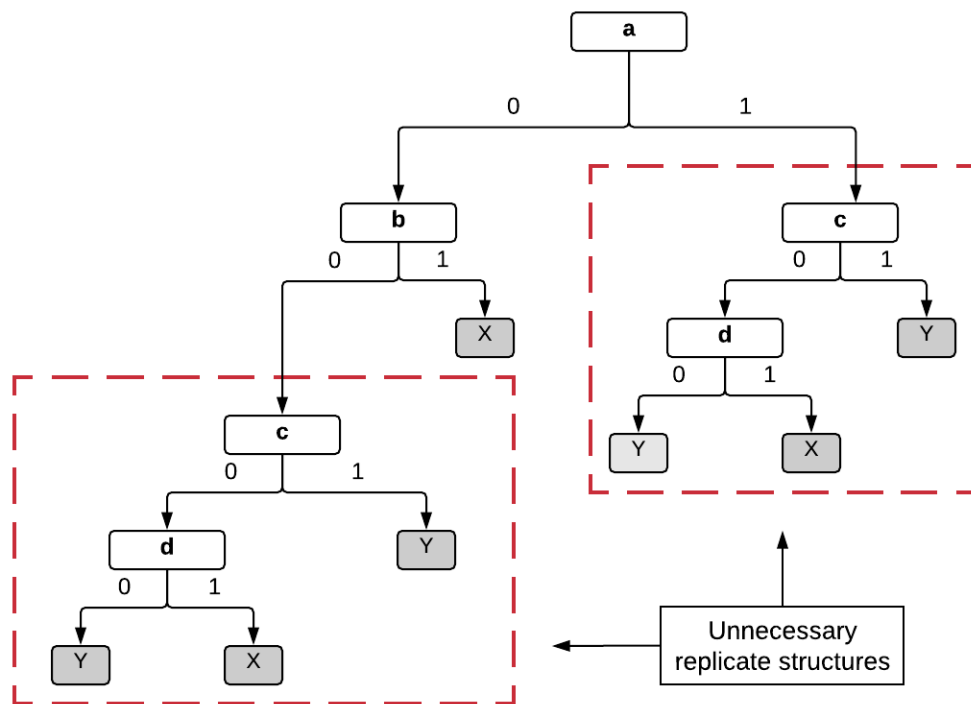 a
0 1
b c
0 1 0 1
X d Y
0 1
c Y X
0 1
d Y
0 1
Y X
Unnecessary
replicate structures